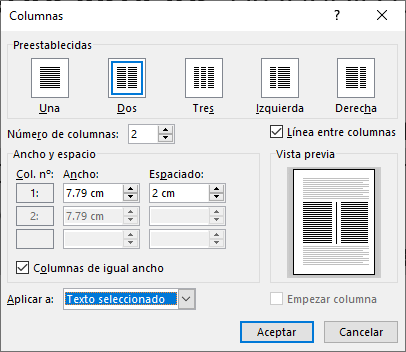 Columnas
Preestablecidas
Una Dos Tres Izquierda Derecha
Número de columnas: 2
Línea entre columnas
Ancho y espacio
Vista previa
Col. nº: Ancho: Espaciado:
1: 7.79 cm 2 cm
2: 7.79 cm
Columnas de igual ancho
Aplicar a: Texto seleccionado
Empezar columna
Aceptar Cancelar